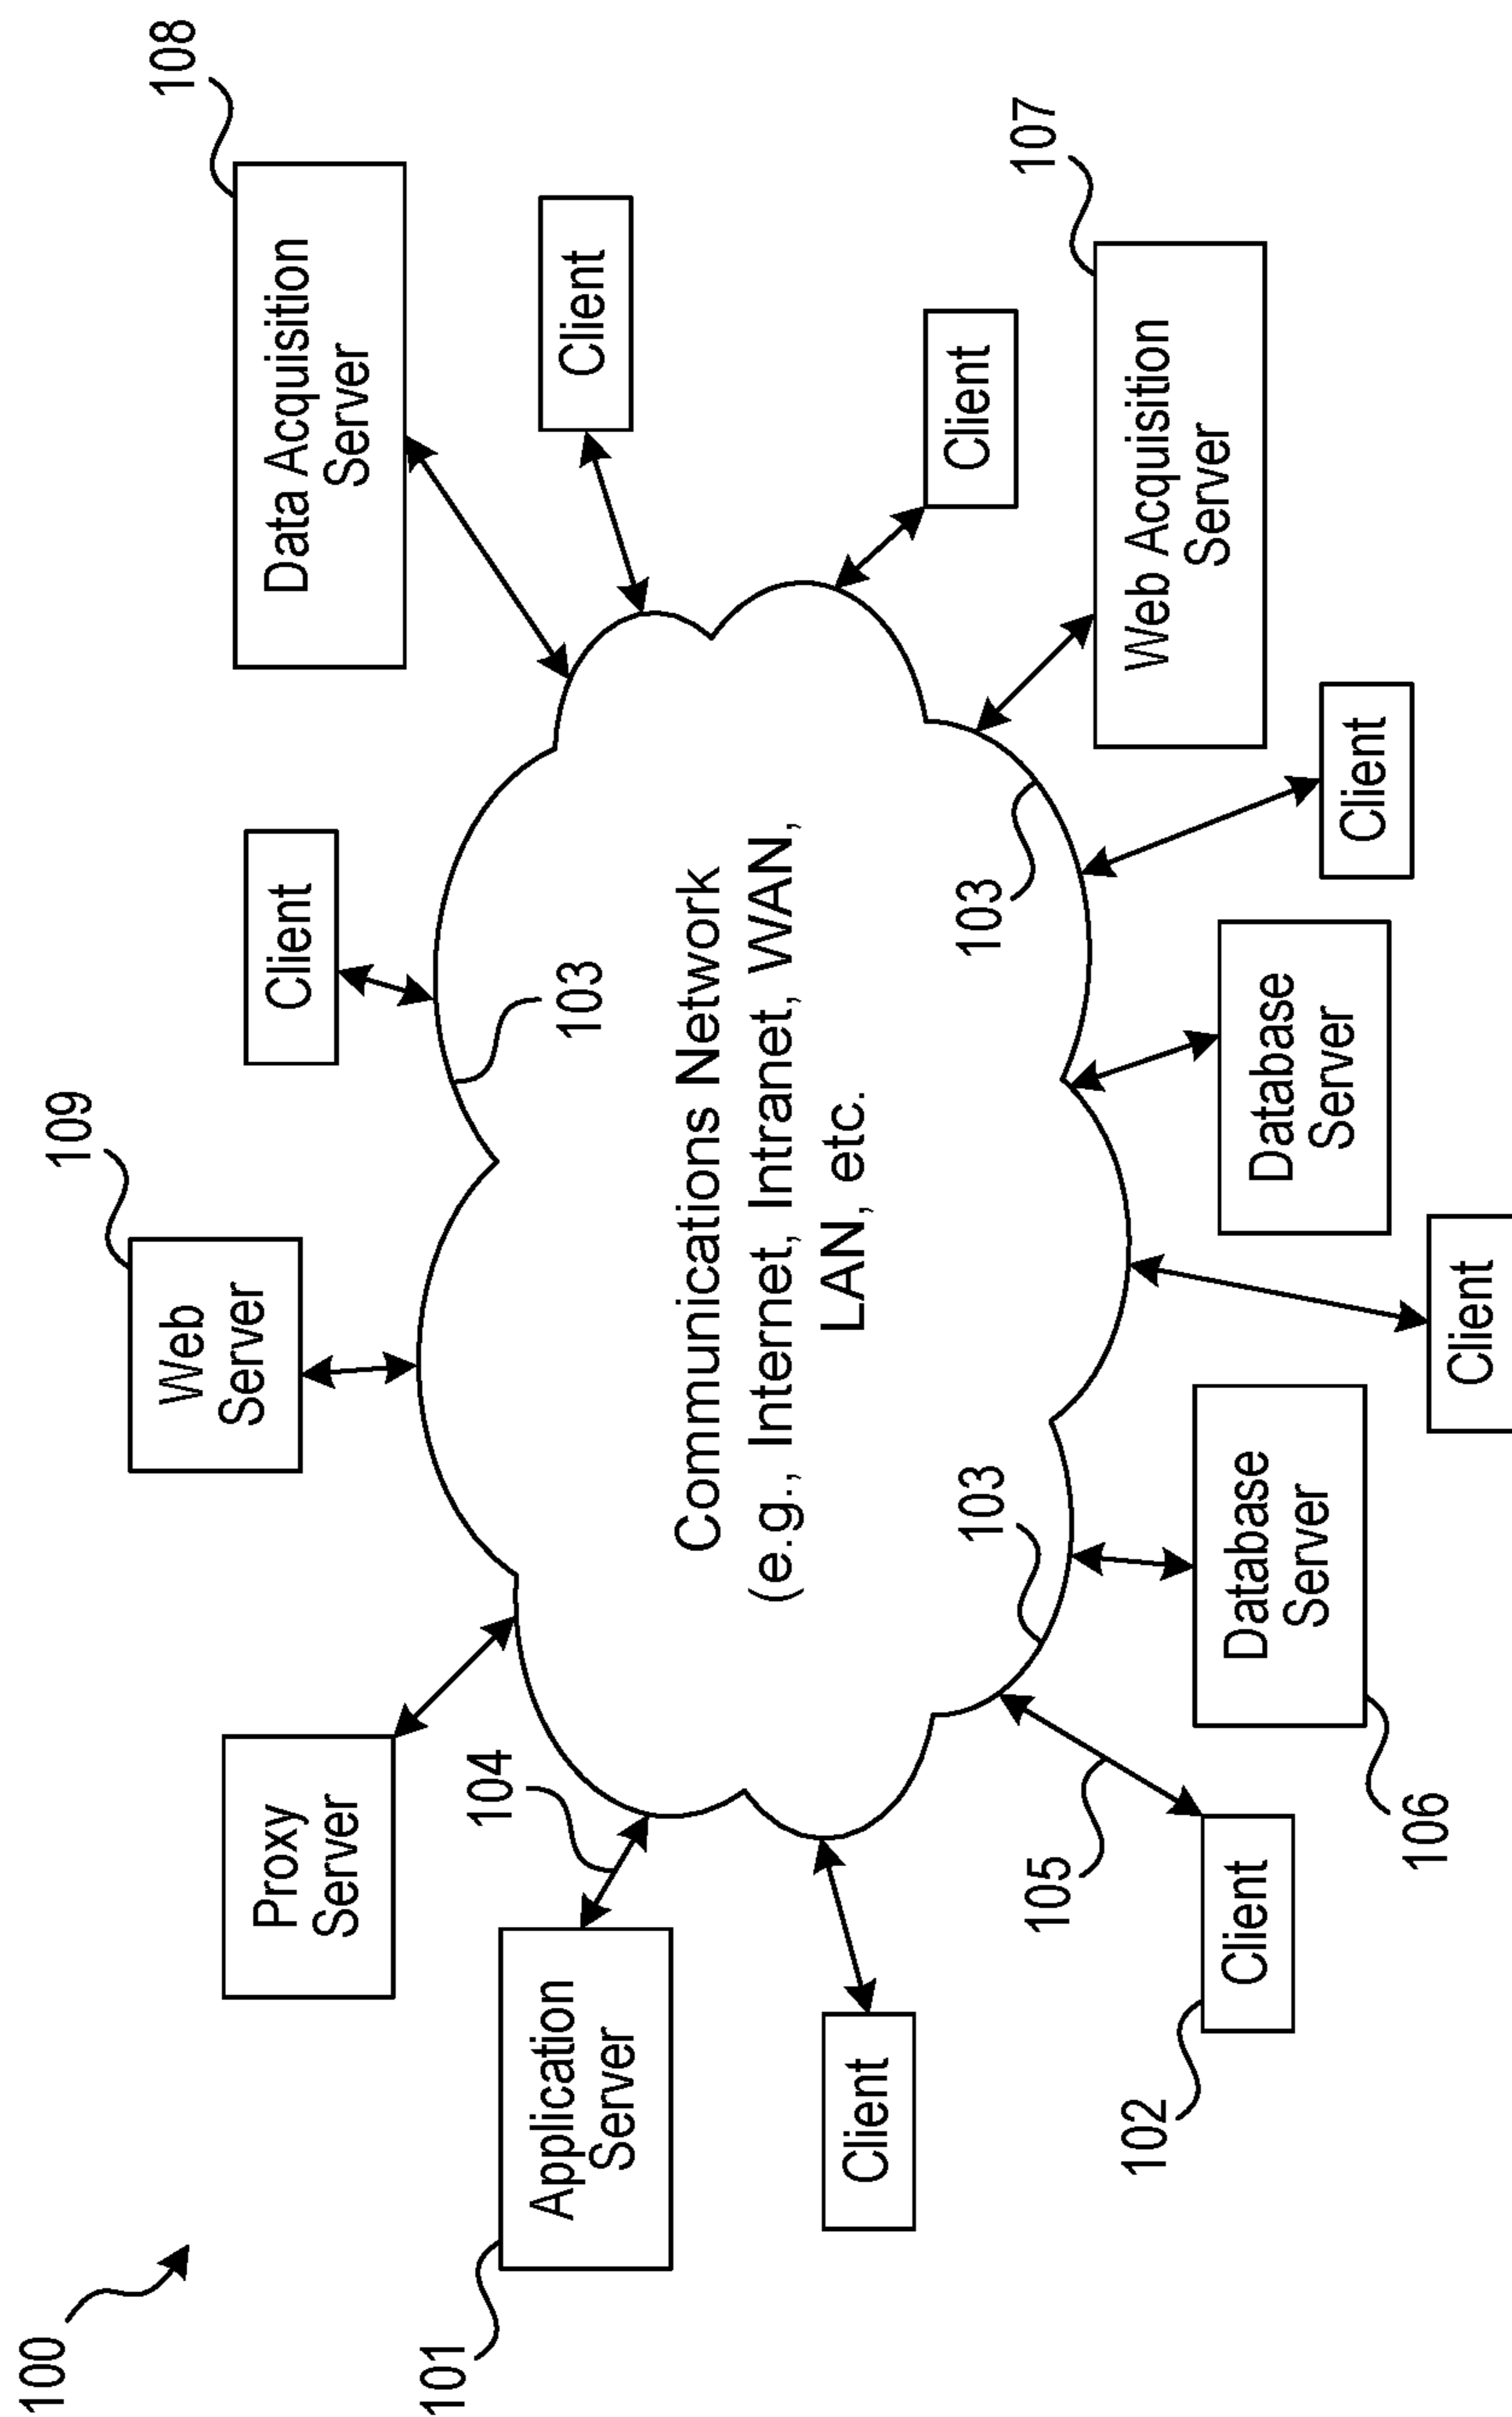 100
101
Application
Server
104
Proxy
Server
109
Web
Server
Client
103
108
Data Acquisition
Server
Client
Client
107
Web Acquisition
Server
103
Communications Network
(e.g., Internet, Intranet, WAN,
LAN, etc.
103
Client
105
102
Client
106
Database
Server
Client
Database
Server
Client